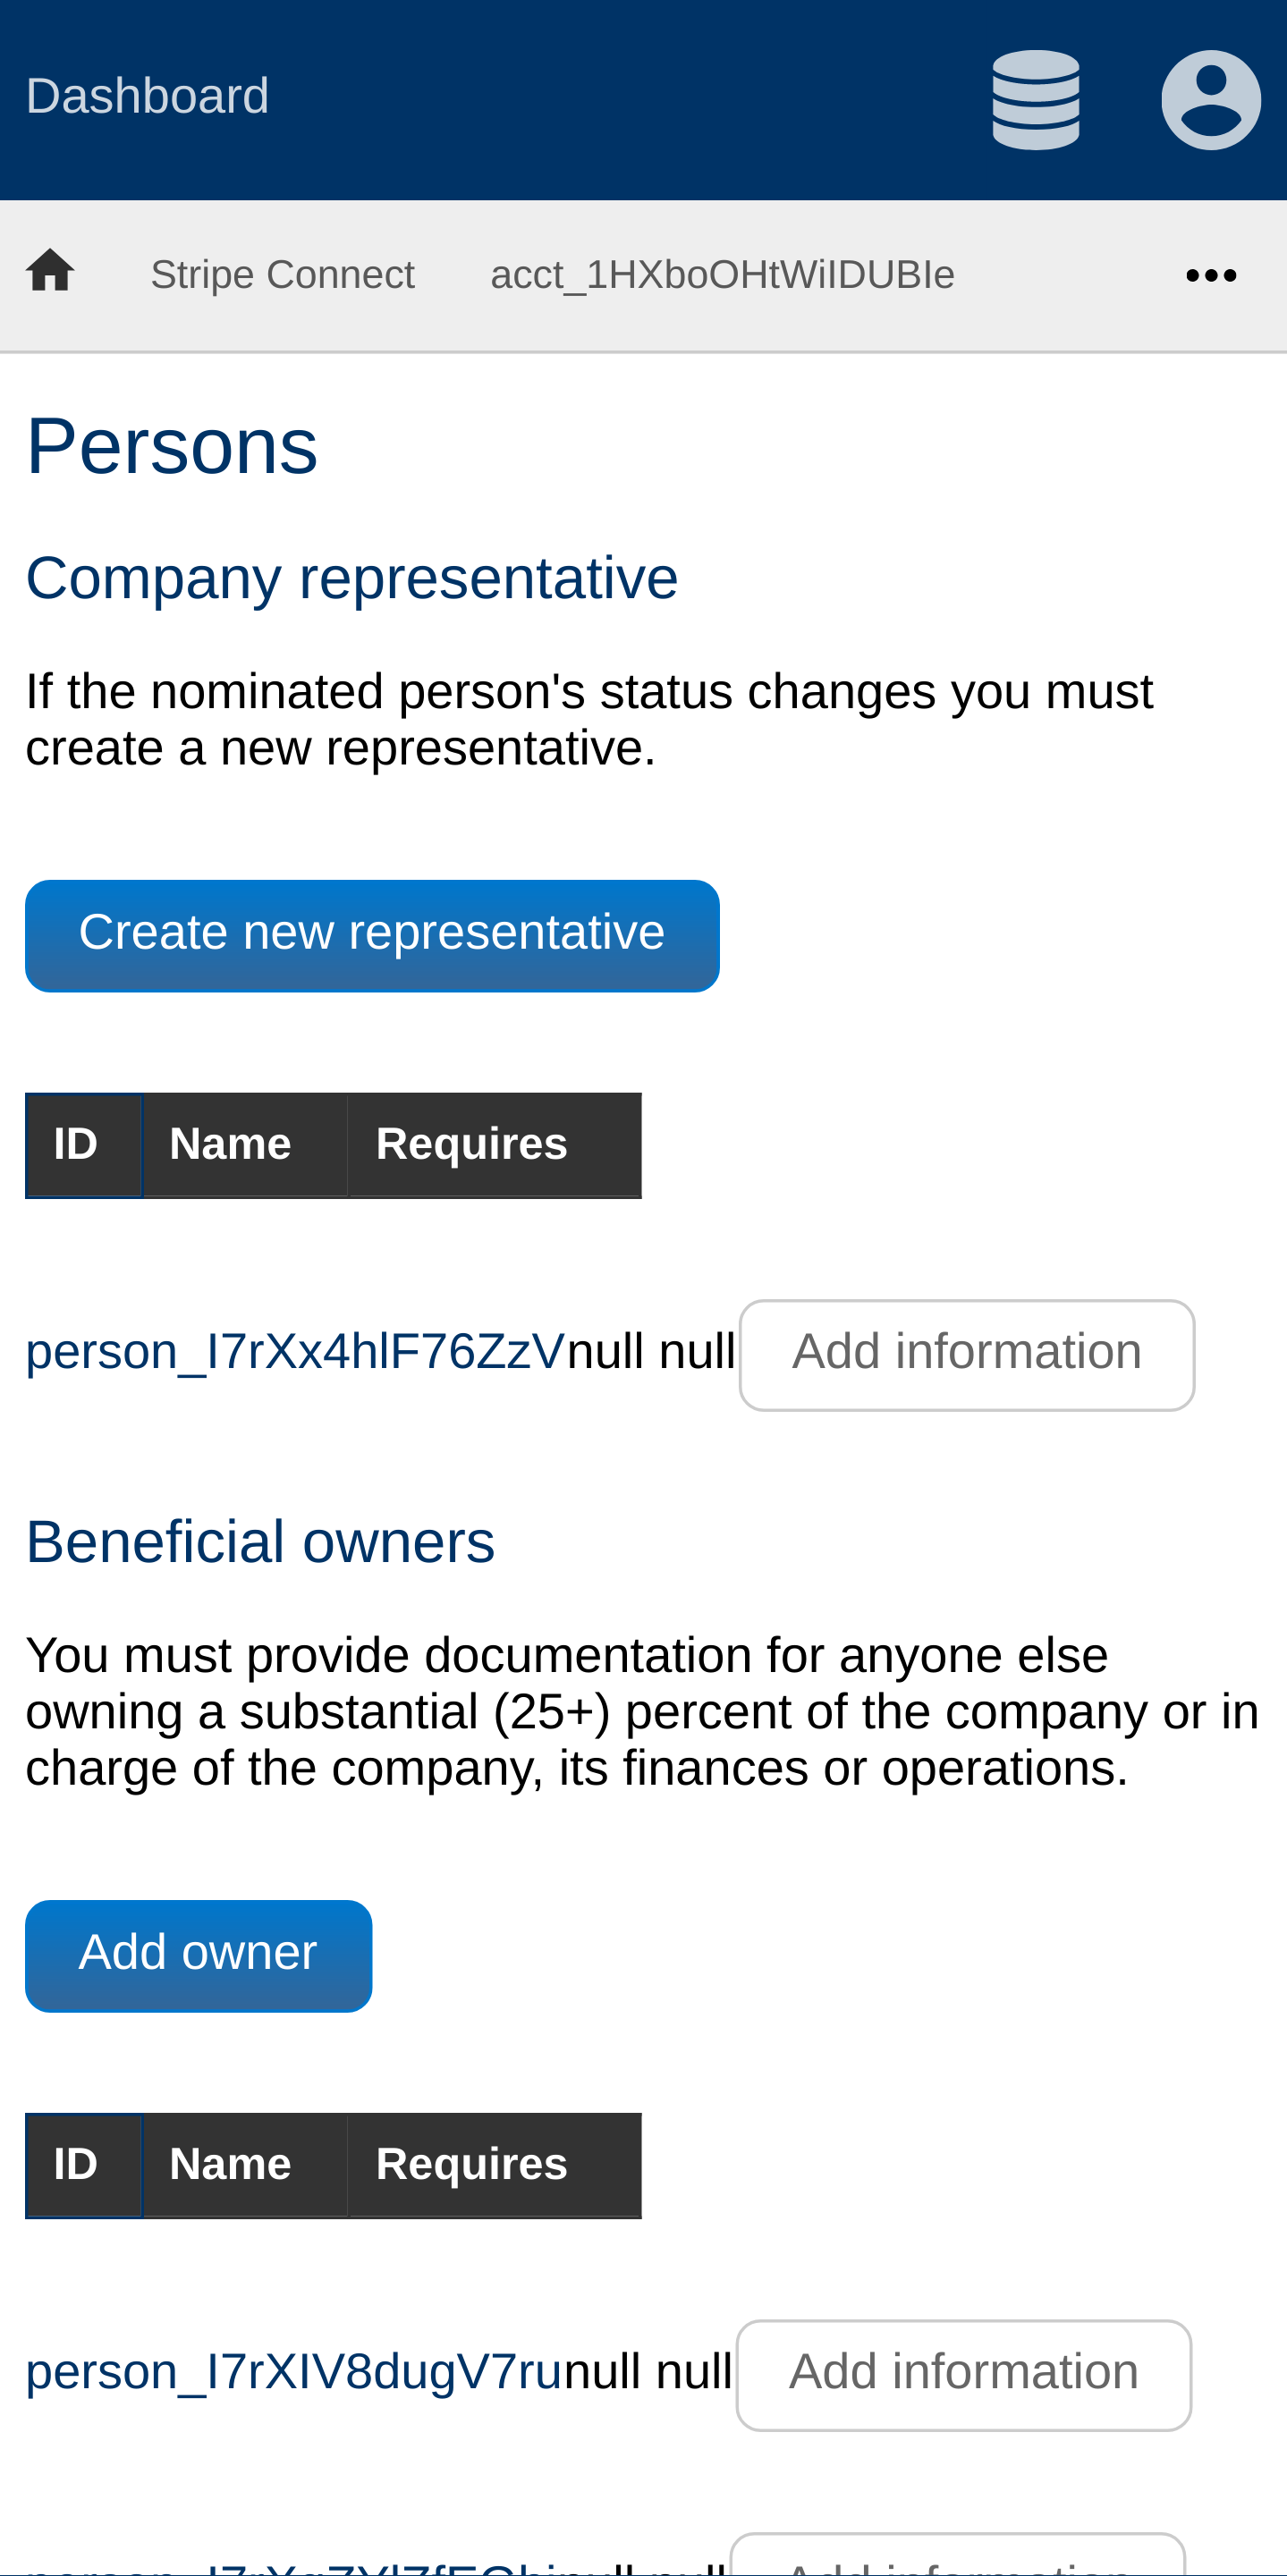 Dashboard
Stripe Connect acct_1HXboOHtWiIDUBIe
Persons
Company representative
If the nominated person's status changes you must
create a new representative.
Create new representative
ID Name Requires
person_I7rXx4hlF76ZzVnull null Add information
Beneficial owners
You must provide documentation for anyone else
owning a substantial (25+) percent of the company or in
charge of the company, its finances or operations.
Add owner
ID Name Requires
person_I7rXIV8dugV7runull null Add information